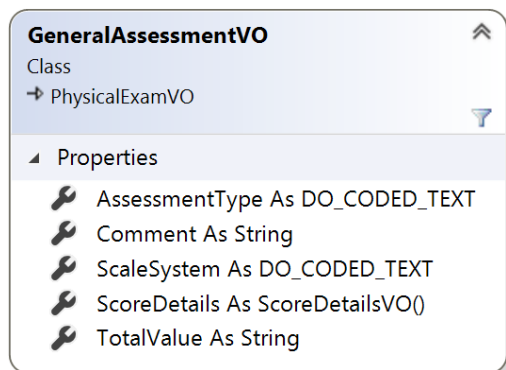 GeneralAssessmentVO
Class
PhysicalExamVO
Properties
AssessmentType As DO_CODED_TEXT
Comment As String
ScaleSystem As DO_CODED_TEXT
ScoreDetails As ScoreDetailsVO()
TotalValue As String